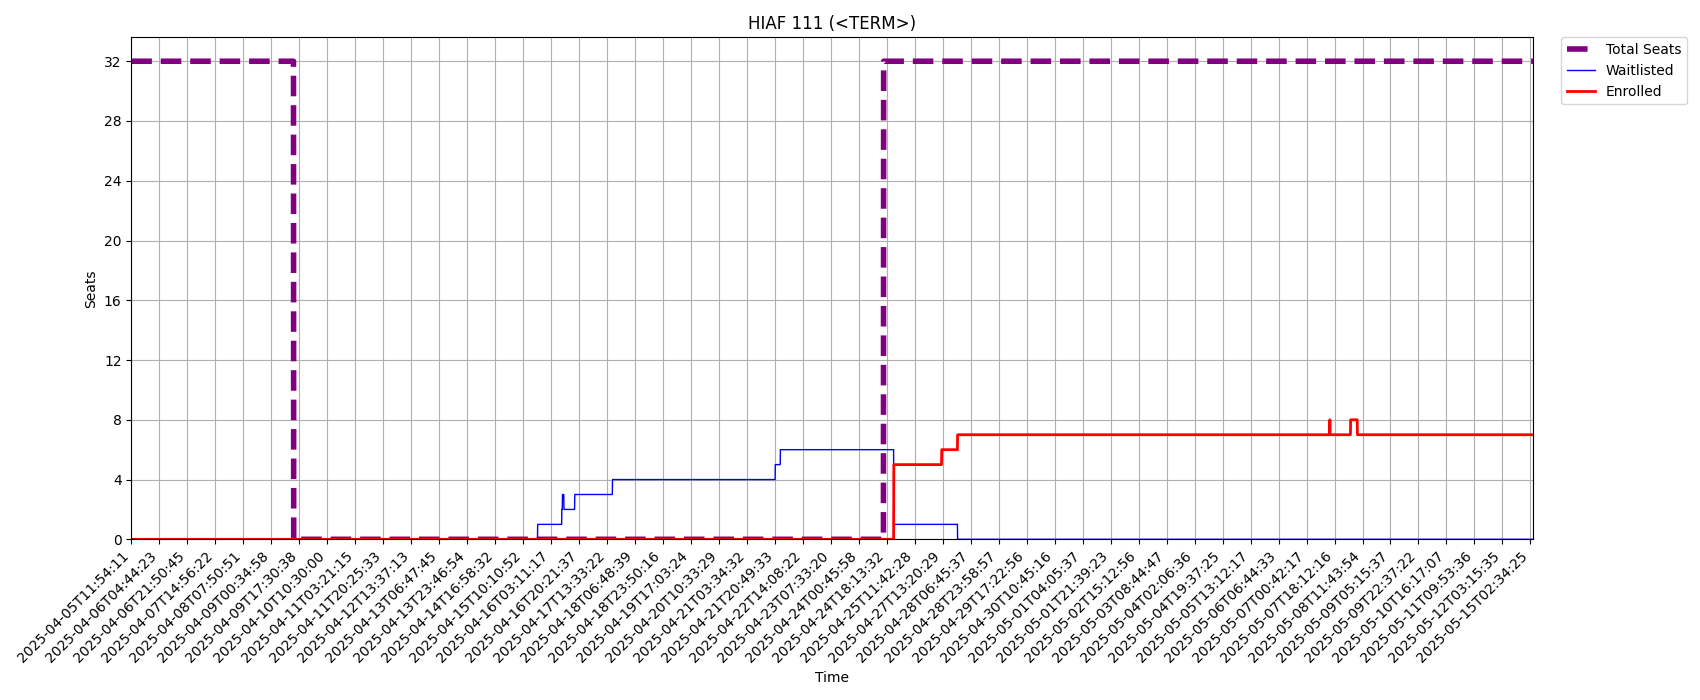 HIAF 111 (<TERM>)
Total Seats
Waitlisted
Enrolled
Seats
32
28
24
20
16
12
8
4
0
2025-04-05T11:54:11
2025-04-06T04:44:23
2025-04-06T21:50:45
2025-04-07T14:56:22
2025-04-08T07:50:51
2025-04-09T00:34:58
2025-04-09T17:30:38
2025-04-10T10:30:00
2025-04-11T03:21:15
2025-04-11T20:25:33
2025-04-12T13:37:13
2025-04-13T06:47:45
2025-04-13T23:46:54
2025-04-14T16:58:32
2025-04-15T10:10:52
2025-04-16T03:11:17
2025-04-16T20:21:37
2025-04-17T13:33:22
2025-04-18T06:48:39
2025-04-18T23:50:16
2025-04-19T17:03:24
2025-04-20T10:33:29
2025-04-21T03:34:32
2025-04-21T20:49:33
2025-04-22T14:08:22
2025-04-23T07:33:20
2025-04-24T00:45:58
2025-04-24T18:13:32
2025-04-25T11:42:28
2025-04-27T13:20:29
2025-04-28T06:45:37
2025-04-28T23:58:57
2025-04-29T17:22:56
2025-04-30T10:45:16
2025-05-01T04:05:37
2025-05-01T21:39:23
2025-05-02T15:12:56
2025-05-03T08:44:47
2025-05-04T02:06:36
2025-05-04T19:37:25
2025-05-05T13:12:17
2025-05-06T06:44:33
2025-05-07T00:42:17
2025-05-07T18:12:16
2025-05-08T11:43:54
2025-05-09T05:15:37
2025-05-09T22:37:22
2025-05-10T16:17:07
2025-05-11T09:53:36
2025-05-12T03:15:35
2025-05-15T02:34:25
Time